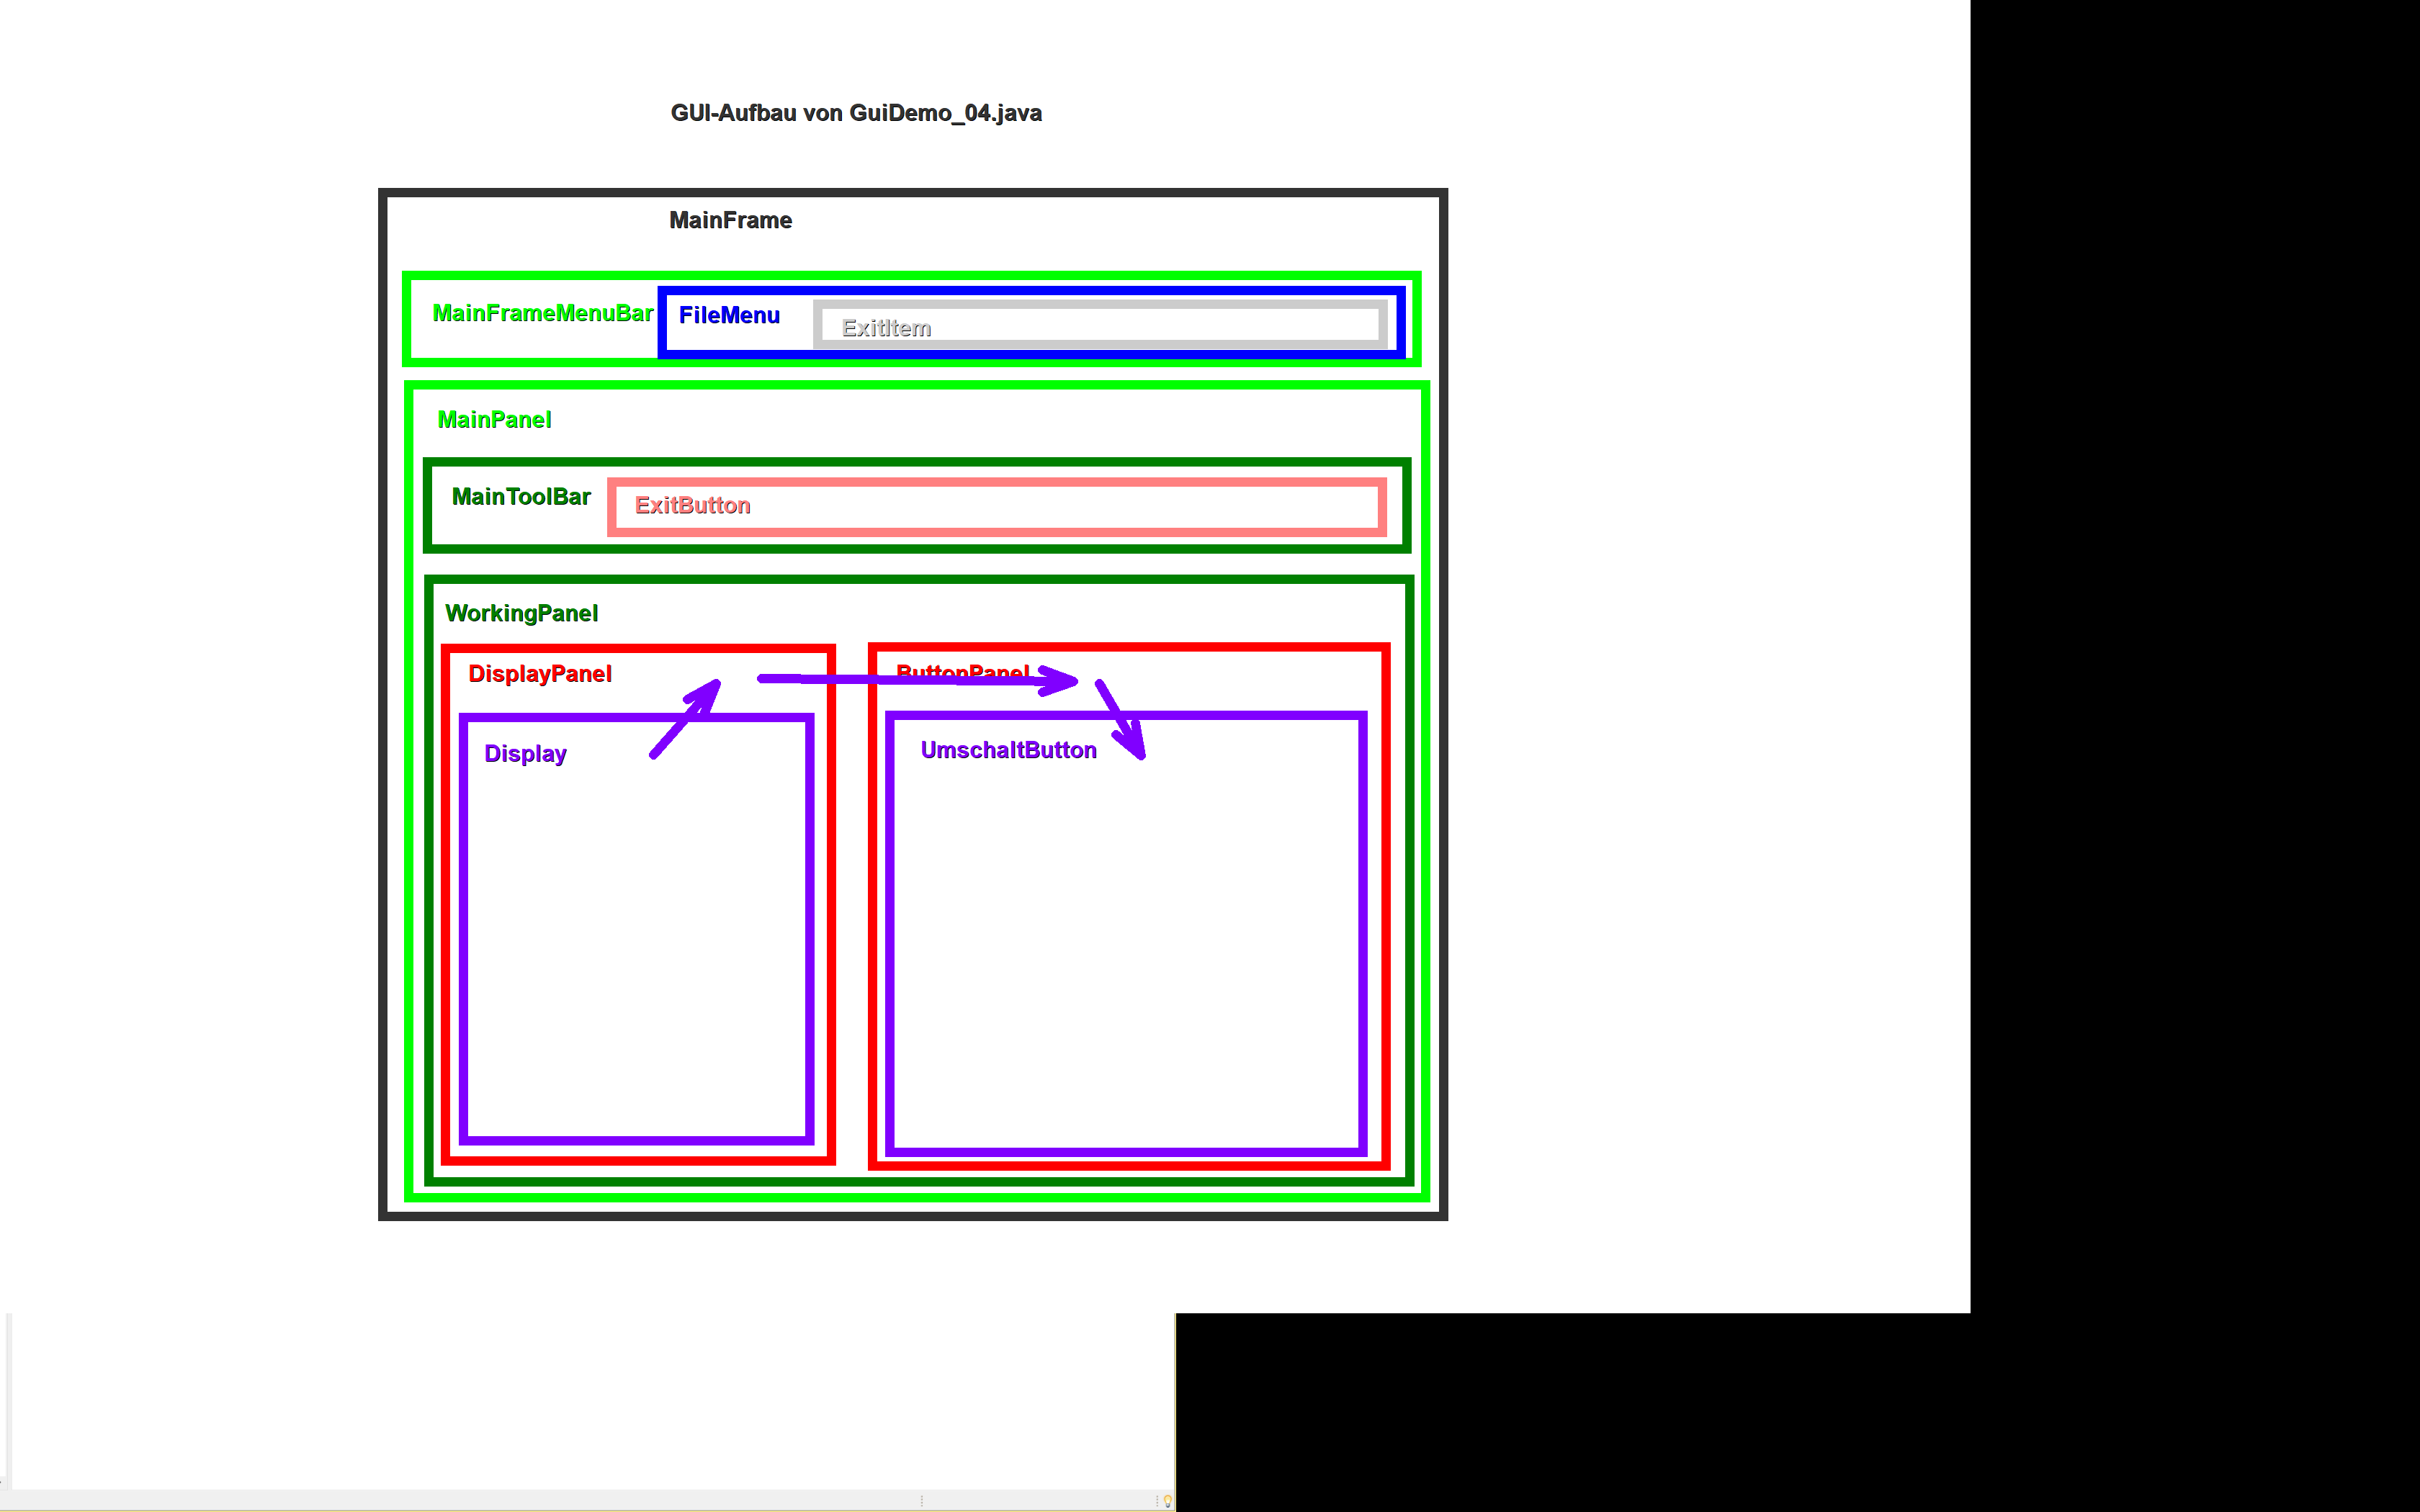 GUI-Aufbau von GuiDemo_04.java
MainFrame
MainFrameMenuBar
FileMenu
ExitItem
MainPanel
MainToolBar
ExitButton
WorkingPanel
DisplayPanel
ButtonPanel
Display
UmschaltButton